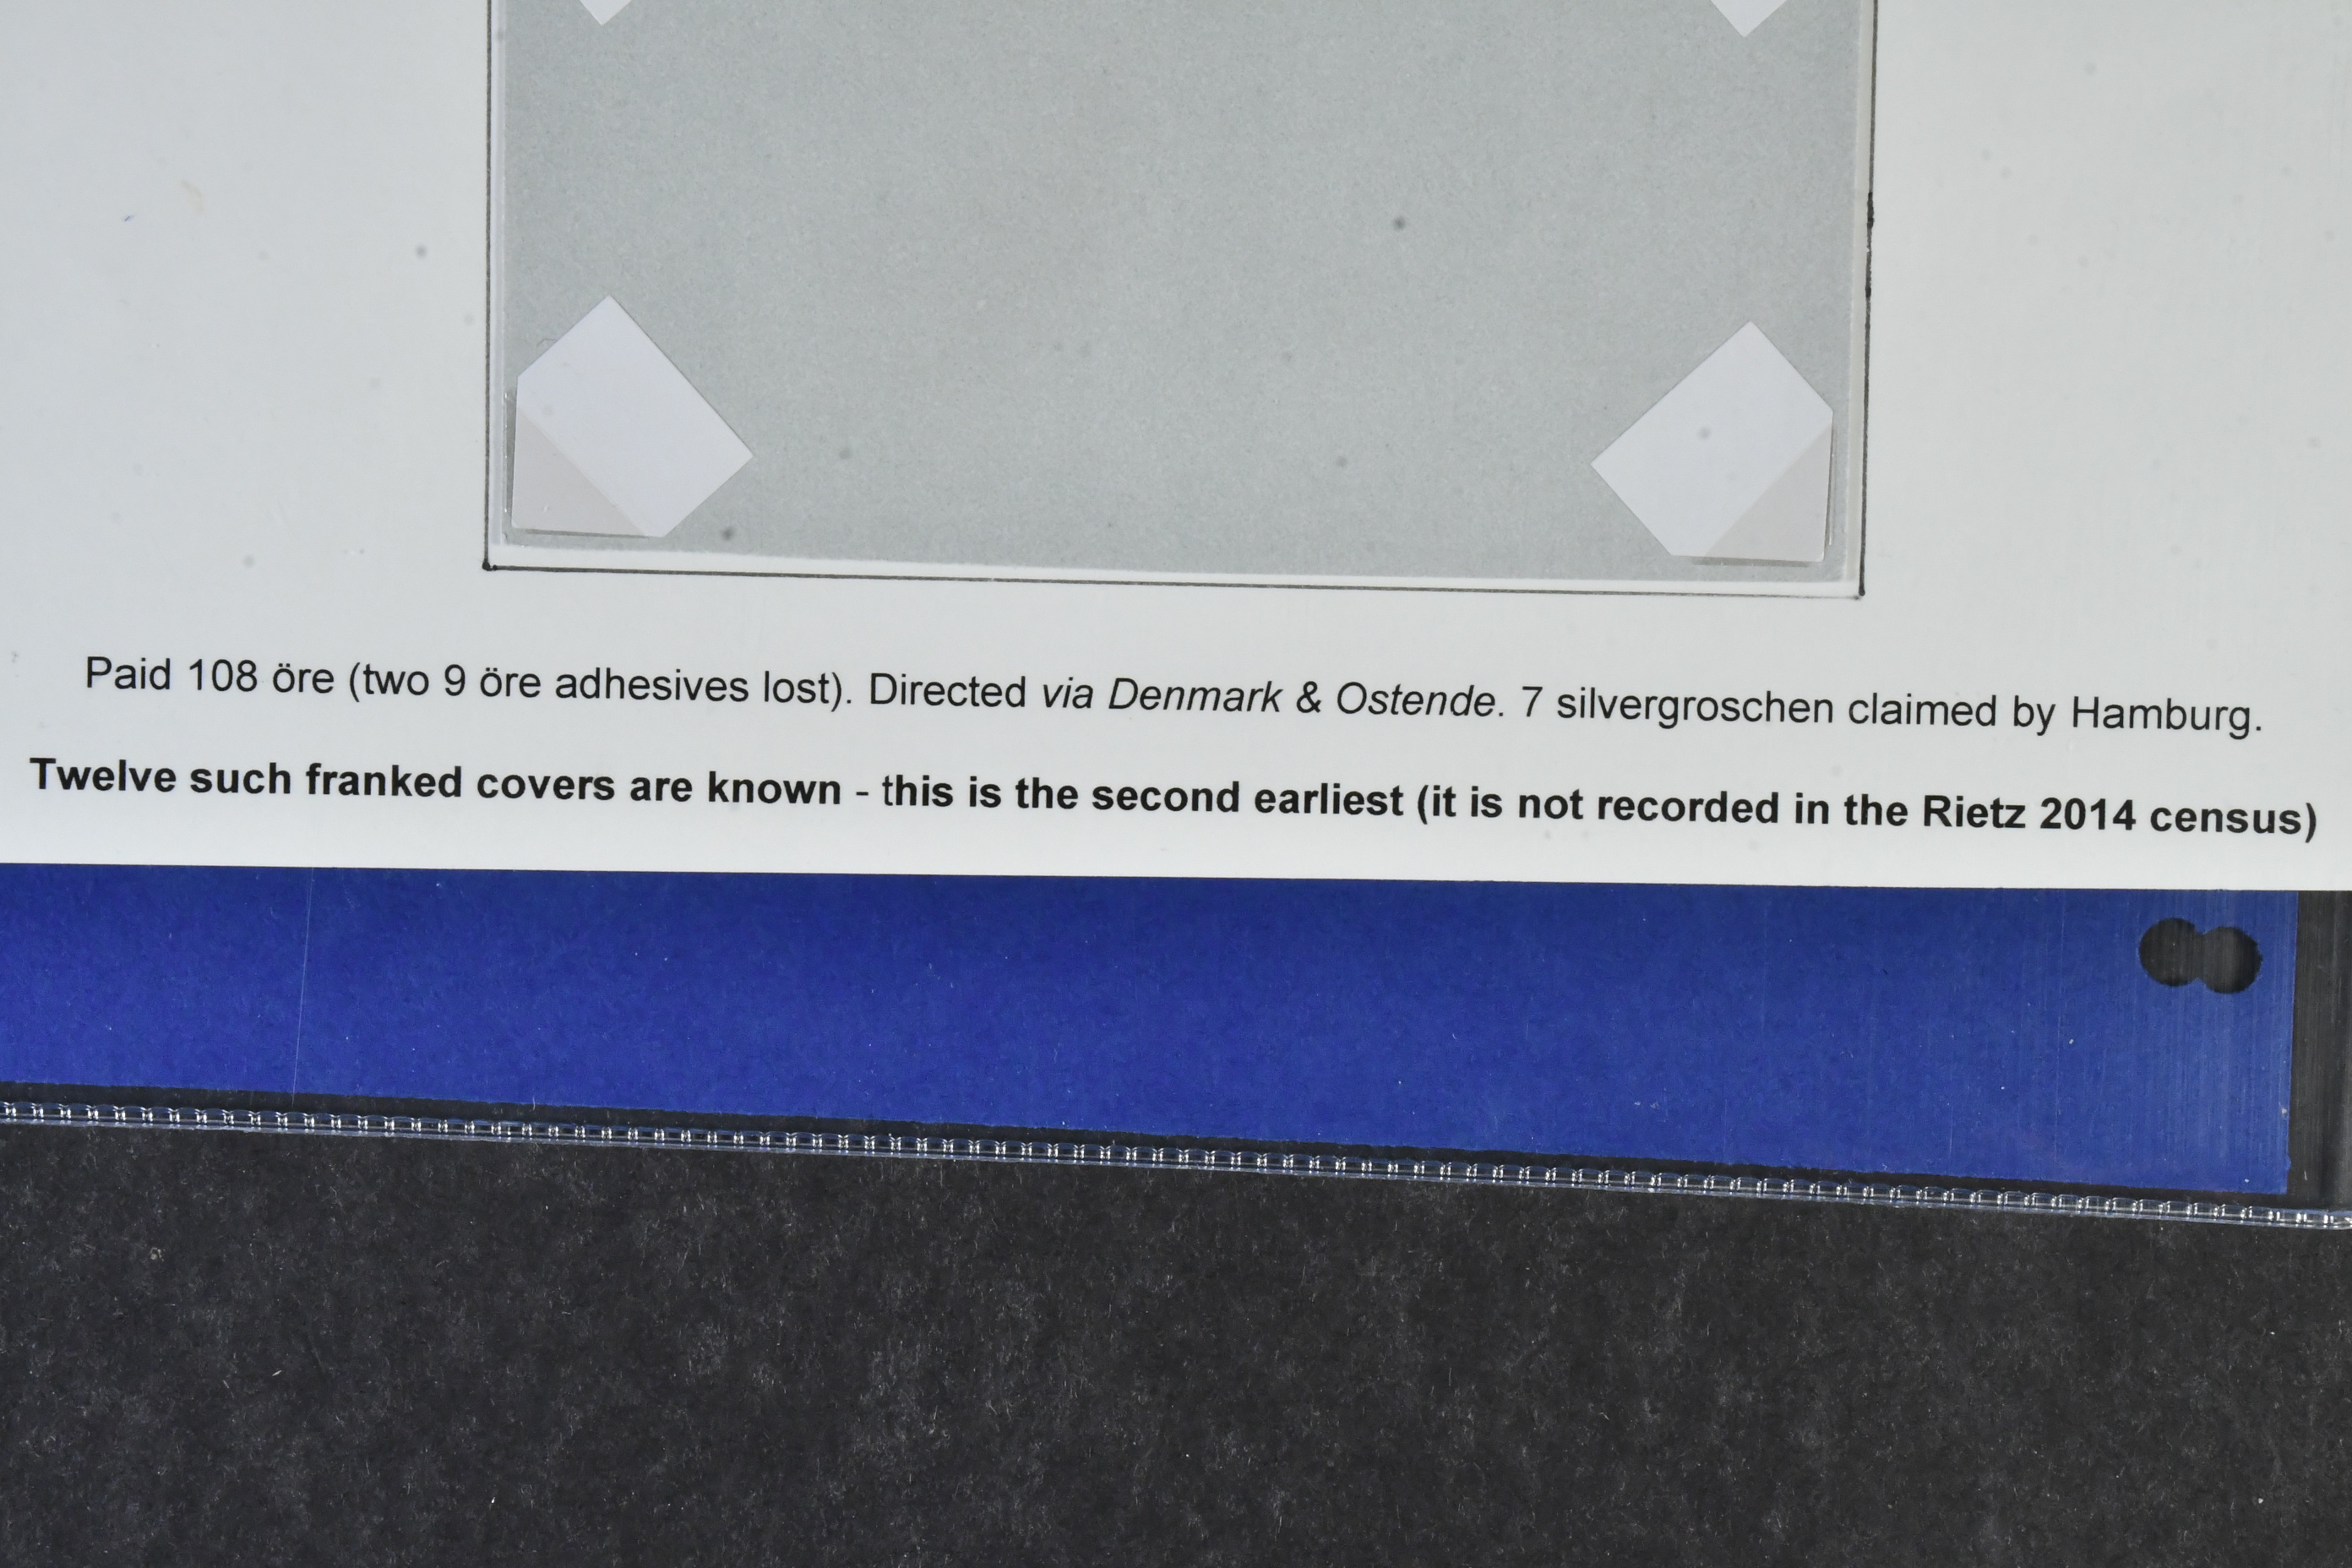 Paid 108 öre (two 9 öre adhesives lost). Directed via Denmark & Ostende. 7 silvergroschen claimed by Hamburg.
Twelve such franked covers are known - this is the second earliest (it is not recorded in the Rietz 2014 census)